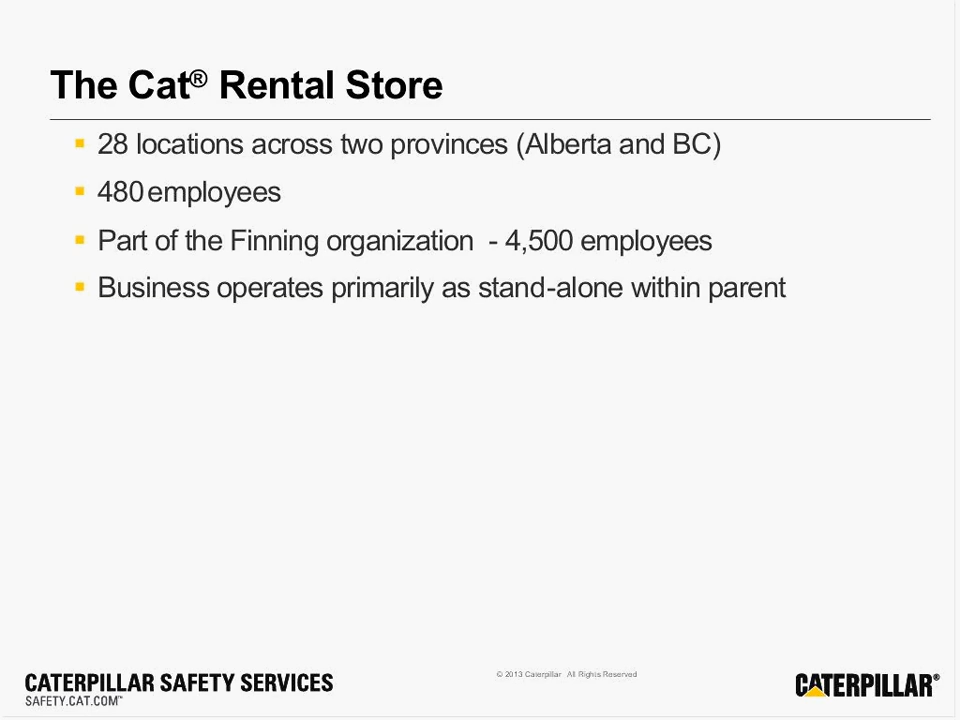 The Cat® Rental Store
▪ 28 locations across two provinces (Alberta and BC)
▪ 480 employees
▪ Part of the Finning organization - 4,500 employees
▪ Business operates primarily as stand-alone within parent
CATERPILLAR SAFETY SERVICES
SAFETY.CAT.COM™
© 2013 Caterpillar All Rights Reserved
CATERPILLAR®